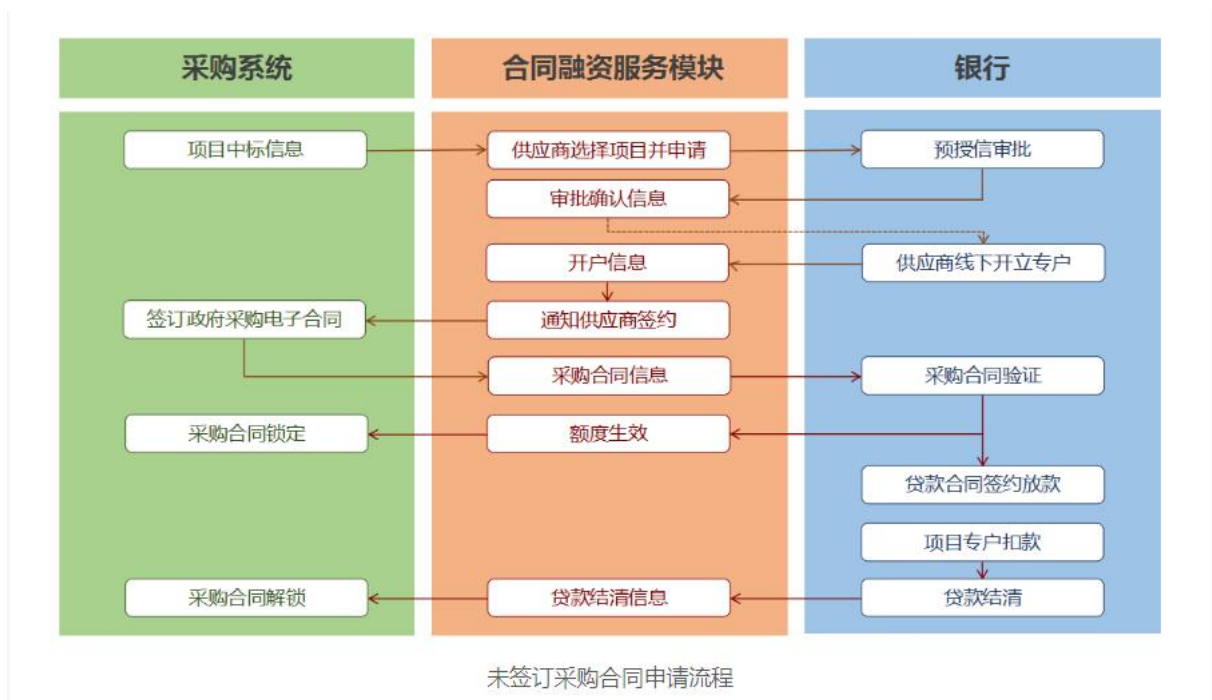 采购系统
合同融资服务模块
银行
项目中标信息
供应商选择项目并申请
预授信审批
审批确认信息
开户信息
供应商线下开立专户
签订政府采购电子合同
通知供应商签约
采购合同信息
采购合同验证
采购合同锁定
额度生效
贷款合同签约放款
项目专户扣款
采购合同解锁
贷款结清信息
贷款结清
未签订采购合同申请流程